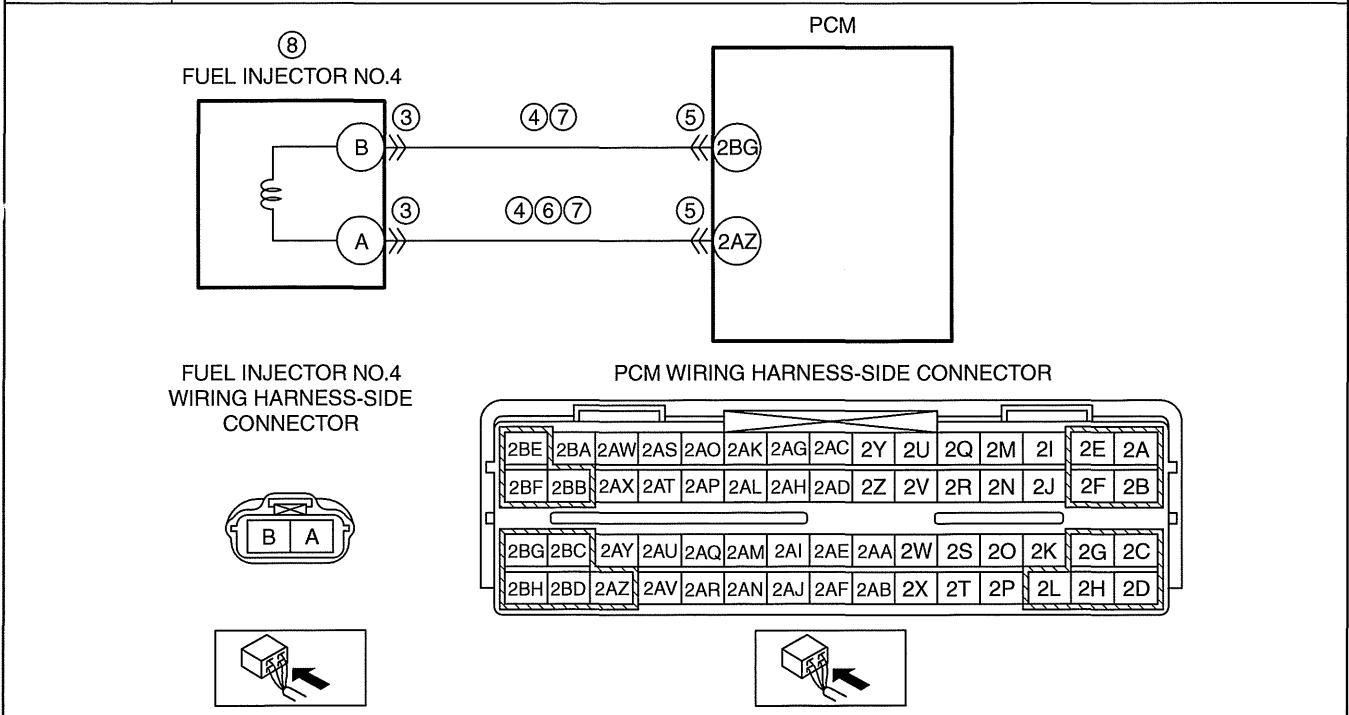 PCM
⑧
FUEL INJECTOR NO.4
③ ④⑦ ⑤
B 2BG
③ ④⑥⑦ ⑤
A 2AZ
FUEL INJECTOR NO.4
WIRING HARNESS-SIDE
CONNECTOR
B A
PCM WIRING HARNESS-SIDE CONNECTOR
2BE 2BA 2AW 2AS 2AO 2AK 2AG 2AC 2Y 2U 2Q 2M 2I 2E 2A
2BF 2BB 2AX 2AT 2AP 2AL 2AH 2AD 2Z 2V 2R 2N 2J 2F 2B
2BG 2BC 2AY 2AU 2AQ 2AM 2AI 2AE 2AA 2W 2S 2O 2K 2G 2C
2BH 2BD 2AZ 2AV 2AR 2AN 2AJ 2AF 2AB 2X 2T 2P 2L 2H 2D